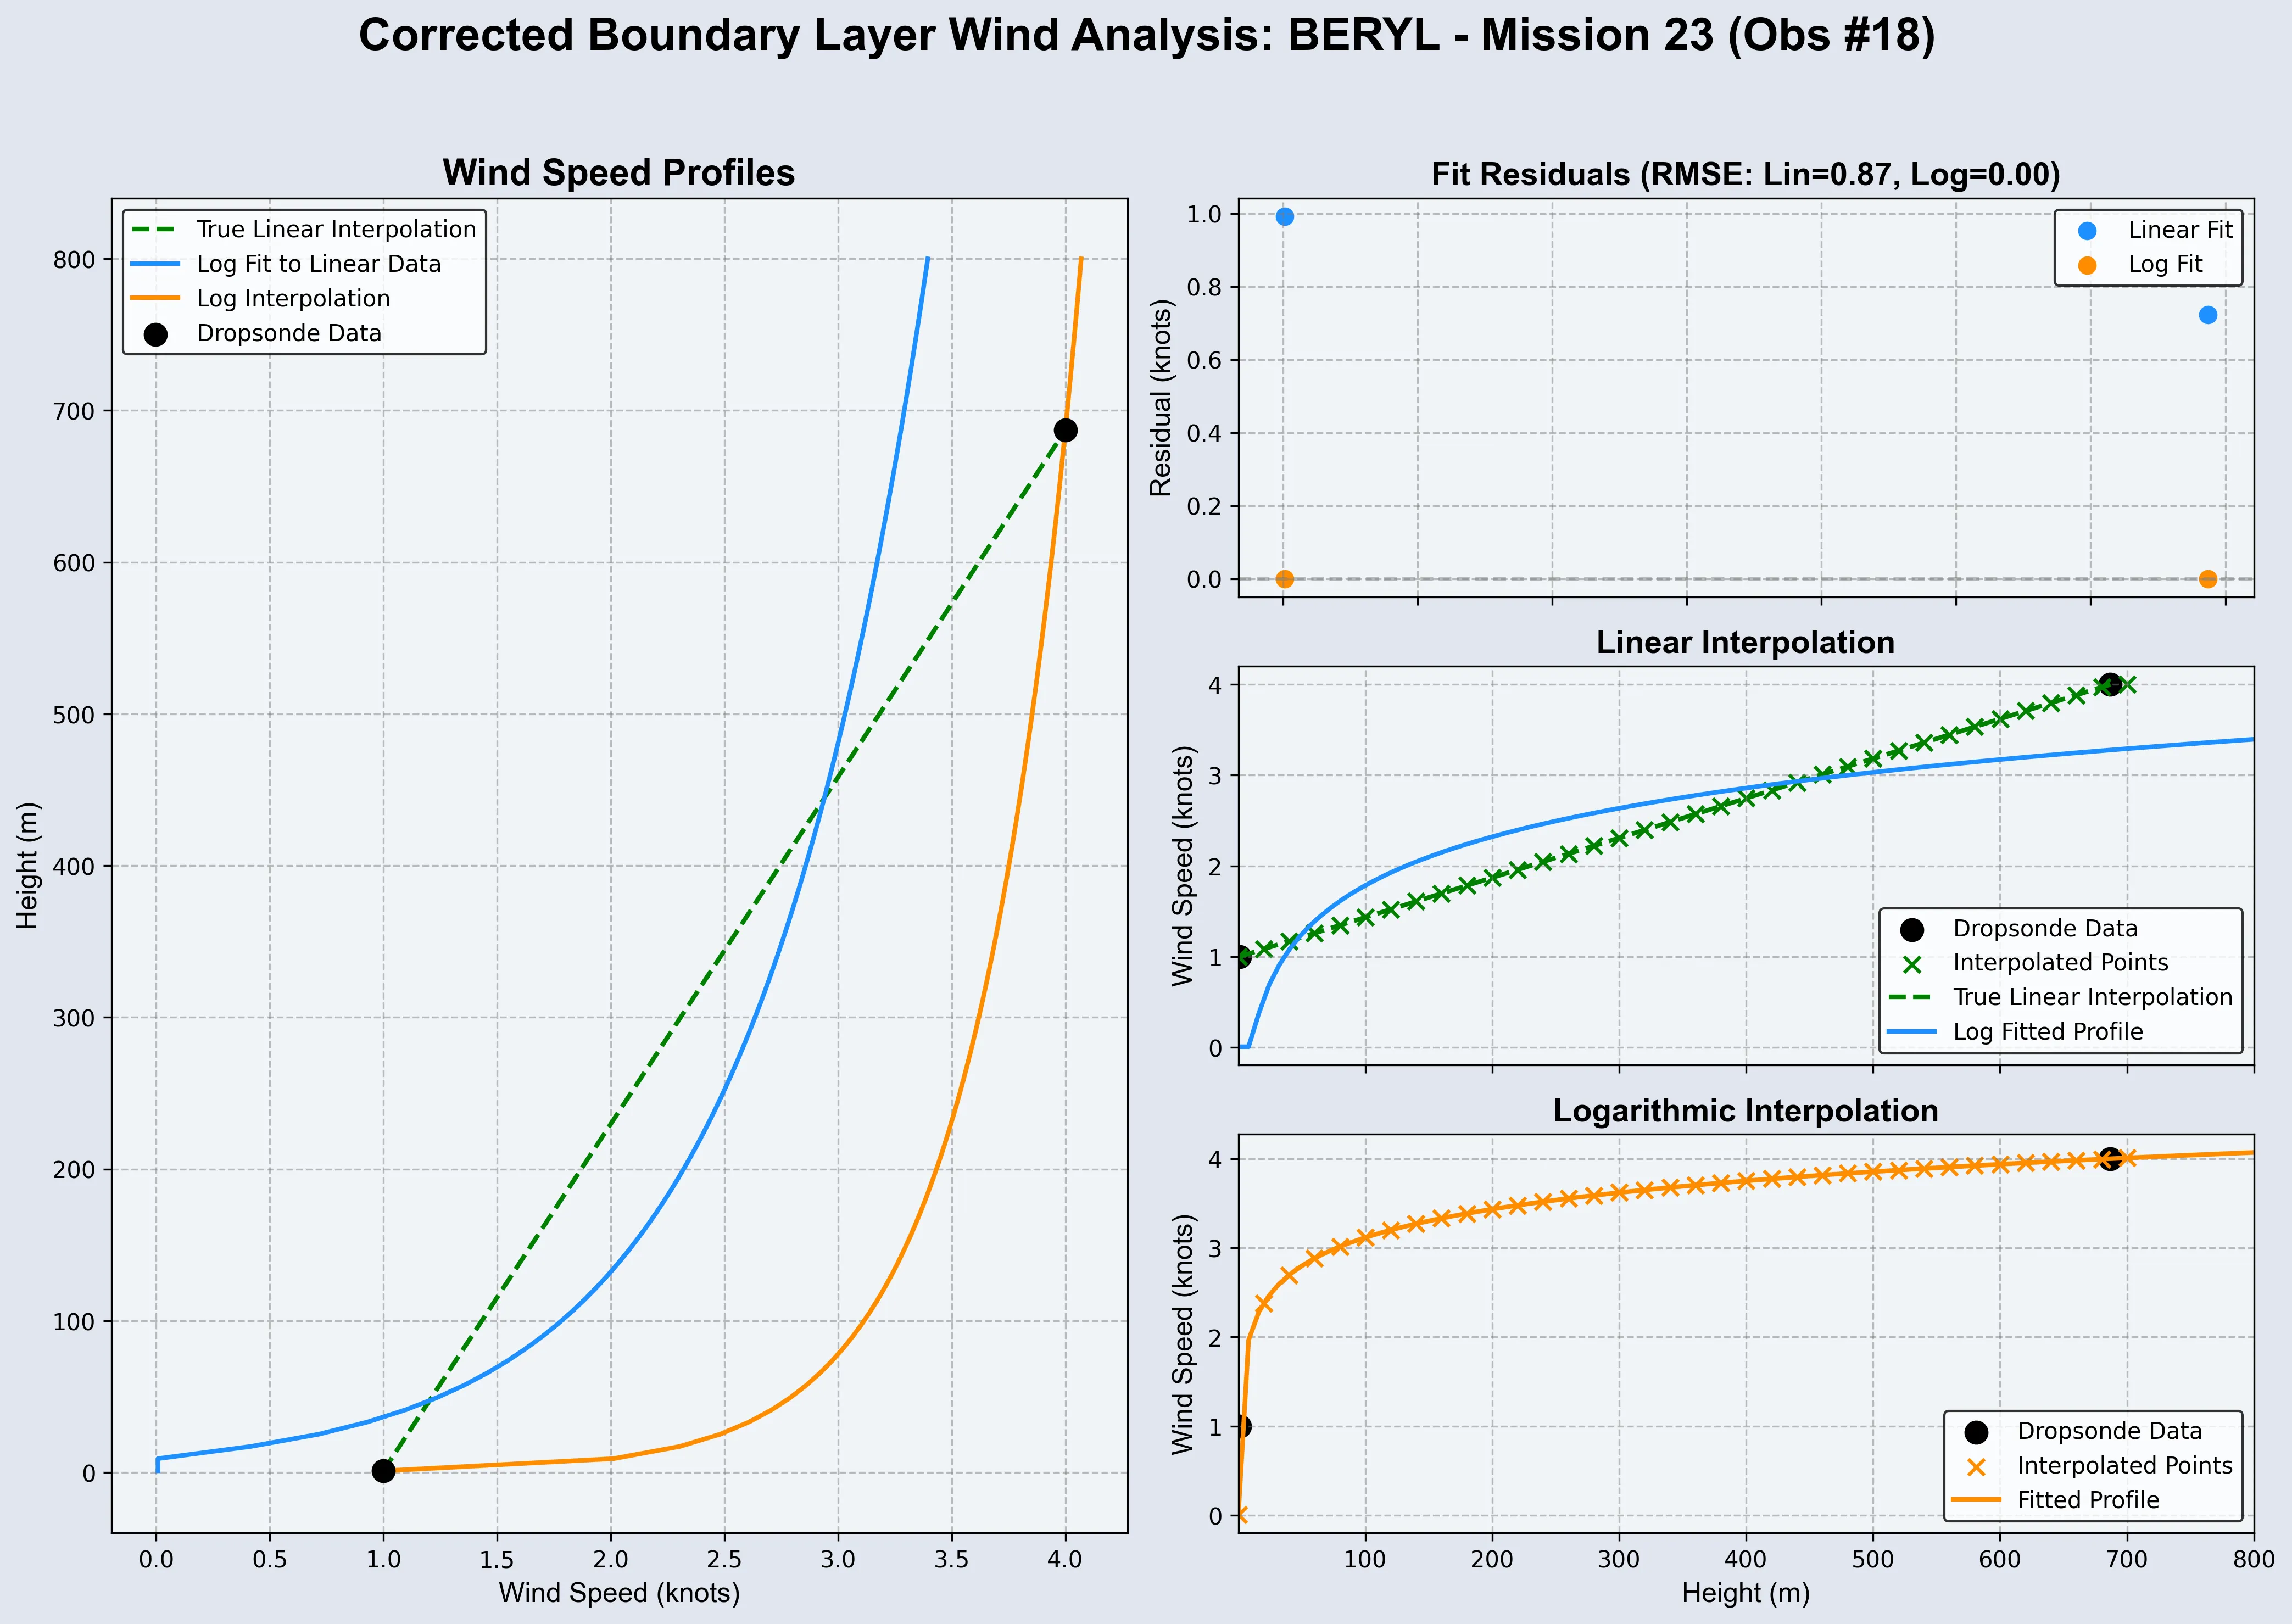 Corrected Boundary Layer Wind Analysis: BERYL - Mission 23 (Obs #18)
Wind Speed Profiles
True Linear Interpolation
Log Fit to Linear Data
Log Interpolation
Dropsonde Data
800
700
600
500
400
300
200
100
0
Height (m)
0.0 0.5 1.0 1.5 2.0 2.5 3.0 3.5 4.0
Wind Speed (knots)
Fit Residuals (RMSE: Lin=0.87, Log=0.00)
Linear Fit
Log Fit
1.0
0.8
0.6
0.4
0.2
0.0
Residual (knots)
Linear Interpolation
4
3
2
1
0
Wind Speed (knots)
Dropsonde Data
Interpolated Points
True Linear Interpolation
Log Fitted Profile
Logarithmic Interpolation
4
3
2
1
0
Wind Speed (knots)
Dropsonde Data
Interpolated Points
Fitted Profile
100 200 300 400 500 600 700 800
Height (m)